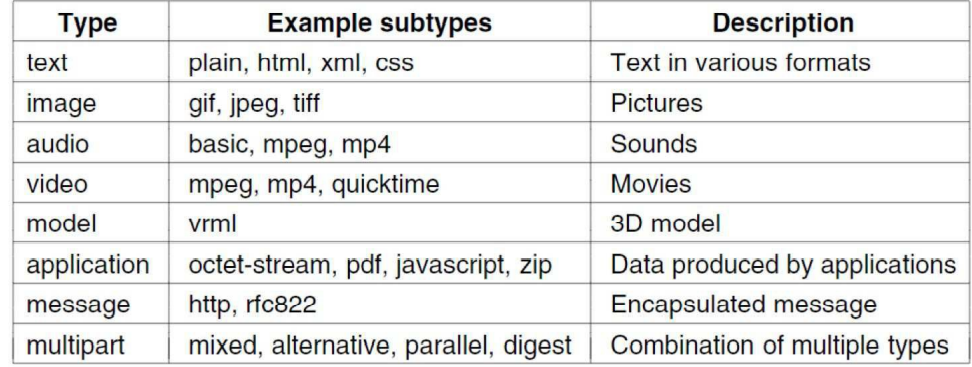 Type Example subtypes Description
text plain, html, xml, css Text in various formats
image gif, jpeg, tiff Pictures
audio basic, mpeg, mp4 Sounds
video mpeg, mp4, quicktime Movies
model vrml 3D model
application octet-stream, pdf, javascript, zip Data produced by applications
message http, rfc822 Encapsulated message
multipart mixed, alternative, parallel, digest Combination of multiple types